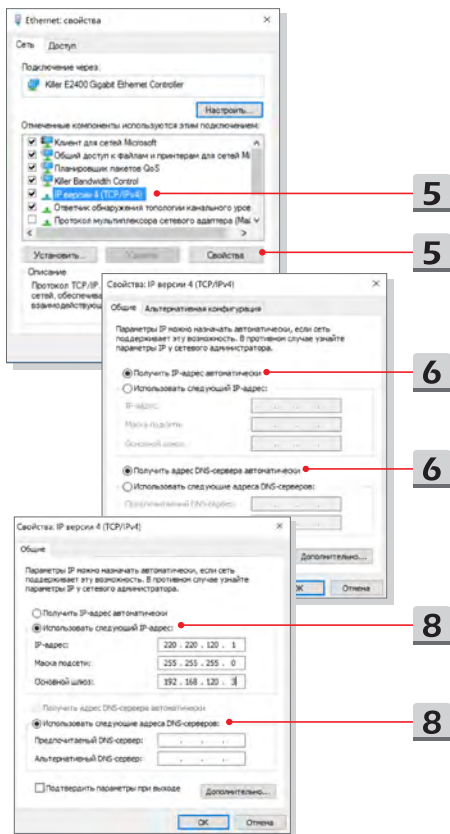 Ethernet: свойства
Сеть Доступ
Подключение через:
Killer E2400 Gigabit Ethernet Controller
Настроить...
Отмеченные компоненты используются этим подключением:
Клиент для сетей Microsoft
Общий доступ к файлам и принтерам для сетей Mi
Планировщик пакетов QoS
Killer Bandwidth Control
IP версии 4 (TCP/IPv4)
5
Ответчик обнаружения топологии канального уров
Протокол мультиплексора сетевого адаптера (Май
Установить... Удалить Свойства
5
Описание
Протокол TCP/IP.
сетей, обеспечива
взаимодействующ
Свойства: IP версии 4 (TCP/IPv4)
Общие Альтернативная конфигурация
Параметры IP можно назначать автоматически, если сеть
поддерживает эту возможность. В противном случае узнайте
параметры IP у сетевого администратора.
Получить IP-адрес автоматически
6
Использовать следующий IP-адрес:
IP-адрес:
Маска подсети:
Основной шлюз:
Получить адрес DNS-сервера автоматически
6
Использовать следующие адреса DNS-серверов:
Предпочитаемый DNS-сервер:
Дополнительно...
ОК Отмена
Свойства: IP версии 4 (TCP/IPv4)
Общие
Параметры IP можно назначать автоматически, если сеть
поддерживает эту возможность. В противном случае узнайте
параметры IP у сетевого администратора.
Получить IP-адрес автоматически
Использовать следующий IP-адрес:
8
IP-адрес: 220 . 220 . 120 . 1
Маска подсети: 255 . 255 . 255 . 0
Основной шлюз: 192 . 168 . 120 . 3
Получить адрес DNS-сервера автоматически
Использовать следующие адреса DNS-серверов:
8
Предпочитаемый DNS-сервер: . . .
Альтернативный DNS-сервер: . . .
Подтвердить параметры при выходе
Дополнительно...
ОК Отмена